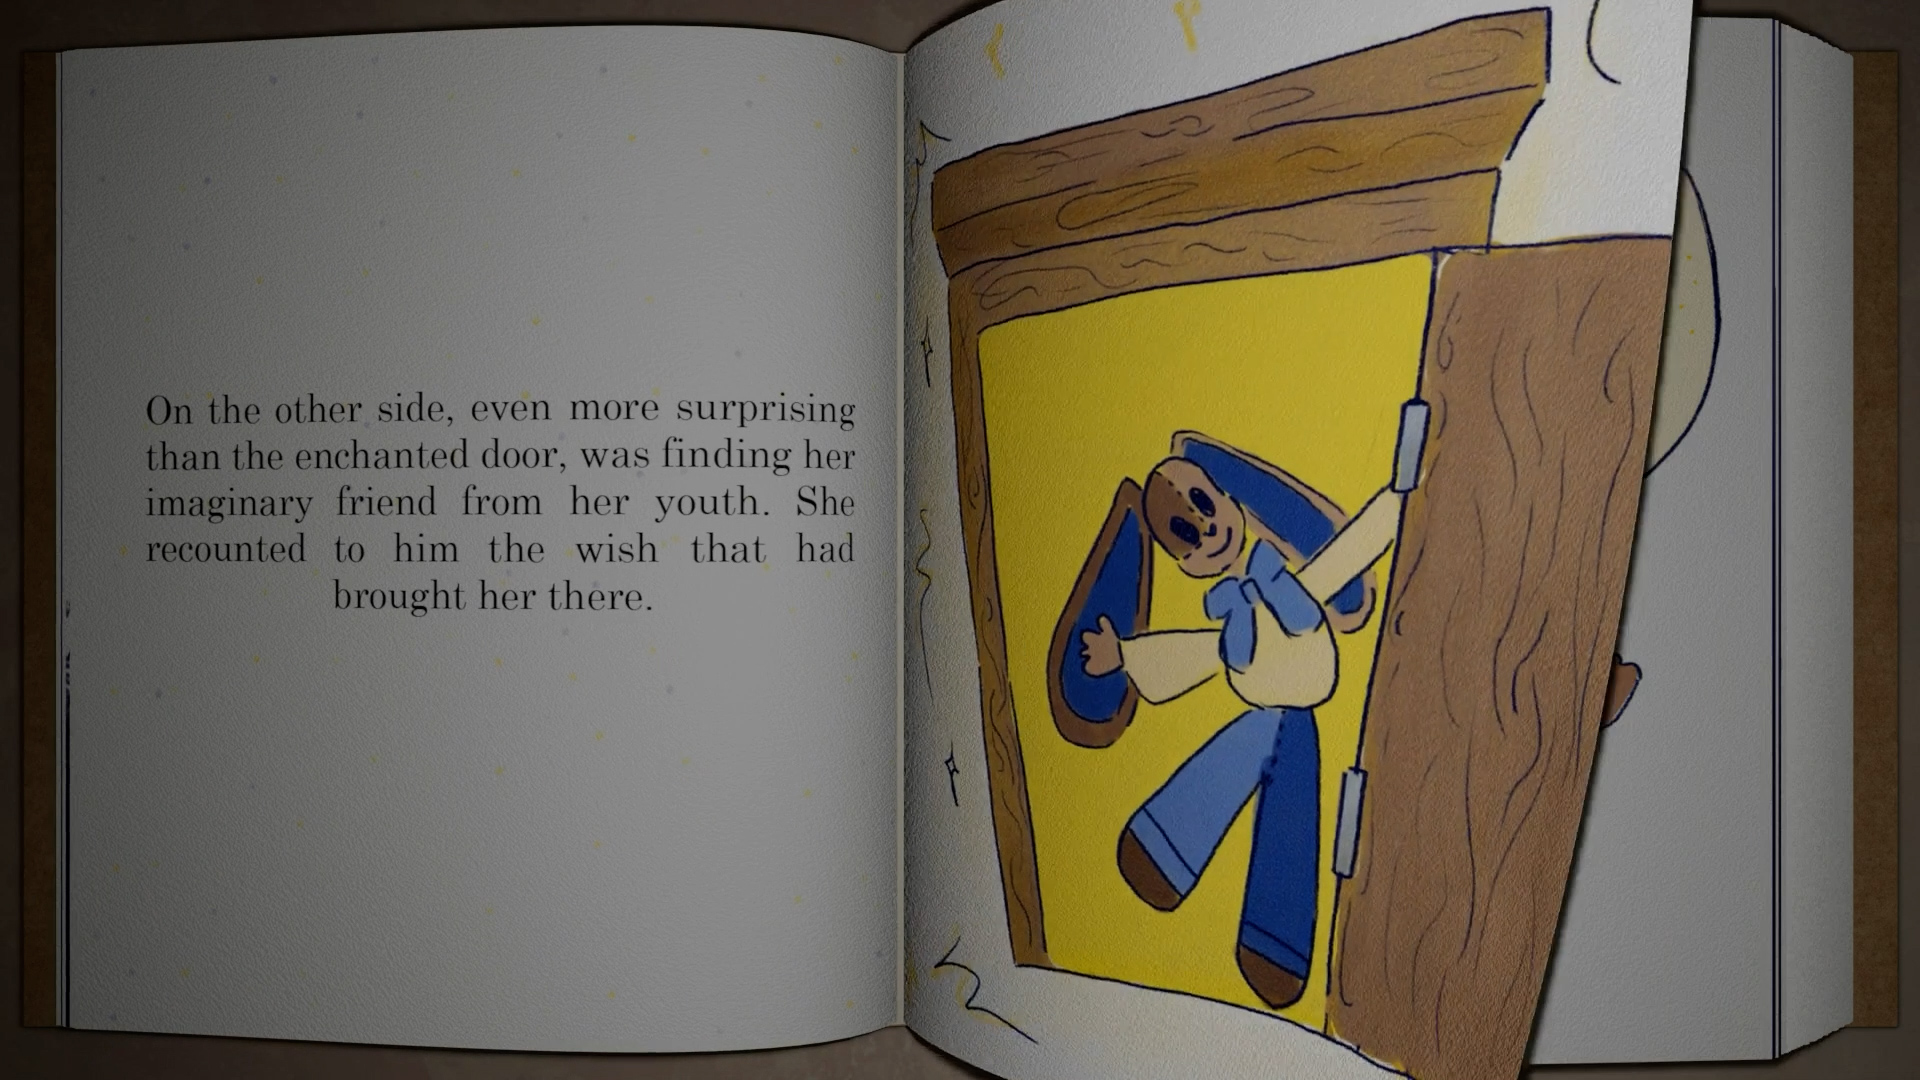 On the other side, even more surprising
than the enchanted door, was finding her
imaginary friend from her youth. She
recounted to him the wish that had
brought her there.